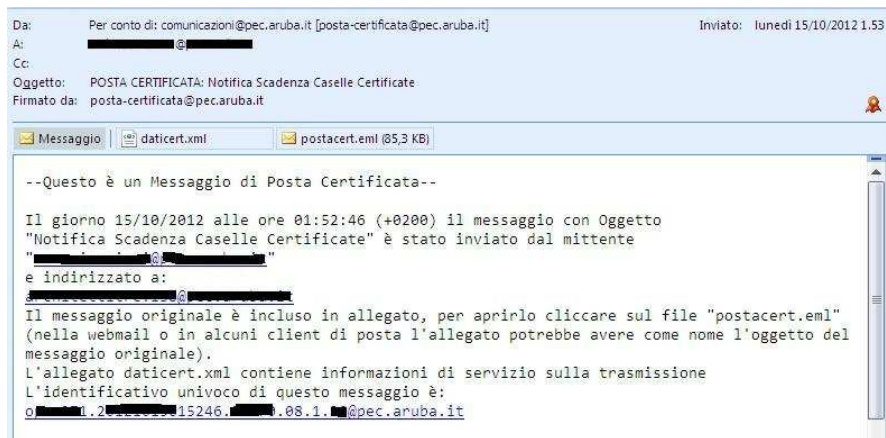 Da: Per conto di: comunicazioni@pec.aruba.it [posta-certificata@pec.aruba.it] Inviato: lunedì 15/10/2012 1.53
A: @
Cc:
Oggetto: POSTA CERTIFICATA: Notifica Scadenza Caselle Certificate
Firmato da: posta-certificata@pec.aruba.it
Messaggio daticert.xml postacert.eml (85,3 KB)
--Questo è un Messaggio di Posta Certificata--
Il giorno 15/10/2012 alle ore 01:52:46 (+0200) il messaggio con Oggetto
"Notifica Scadenza Caselle Certificate" è stato inviato dal mittente
" @ "
e indirizzato a:
@
Il messaggio originale è incluso in allegato, per aprirlo cliccare sul file "postacert.eml"
(nella webmail o in alcuni client di posta l'allegato potrebbe avere come nome l'oggetto del
messaggio originale).
L'allegato daticert.xml contiene informazioni di servizio sulla trasmissione
L'identificativo univoco di questo messaggio è:
15246. .08.1. @pec.aruba.it